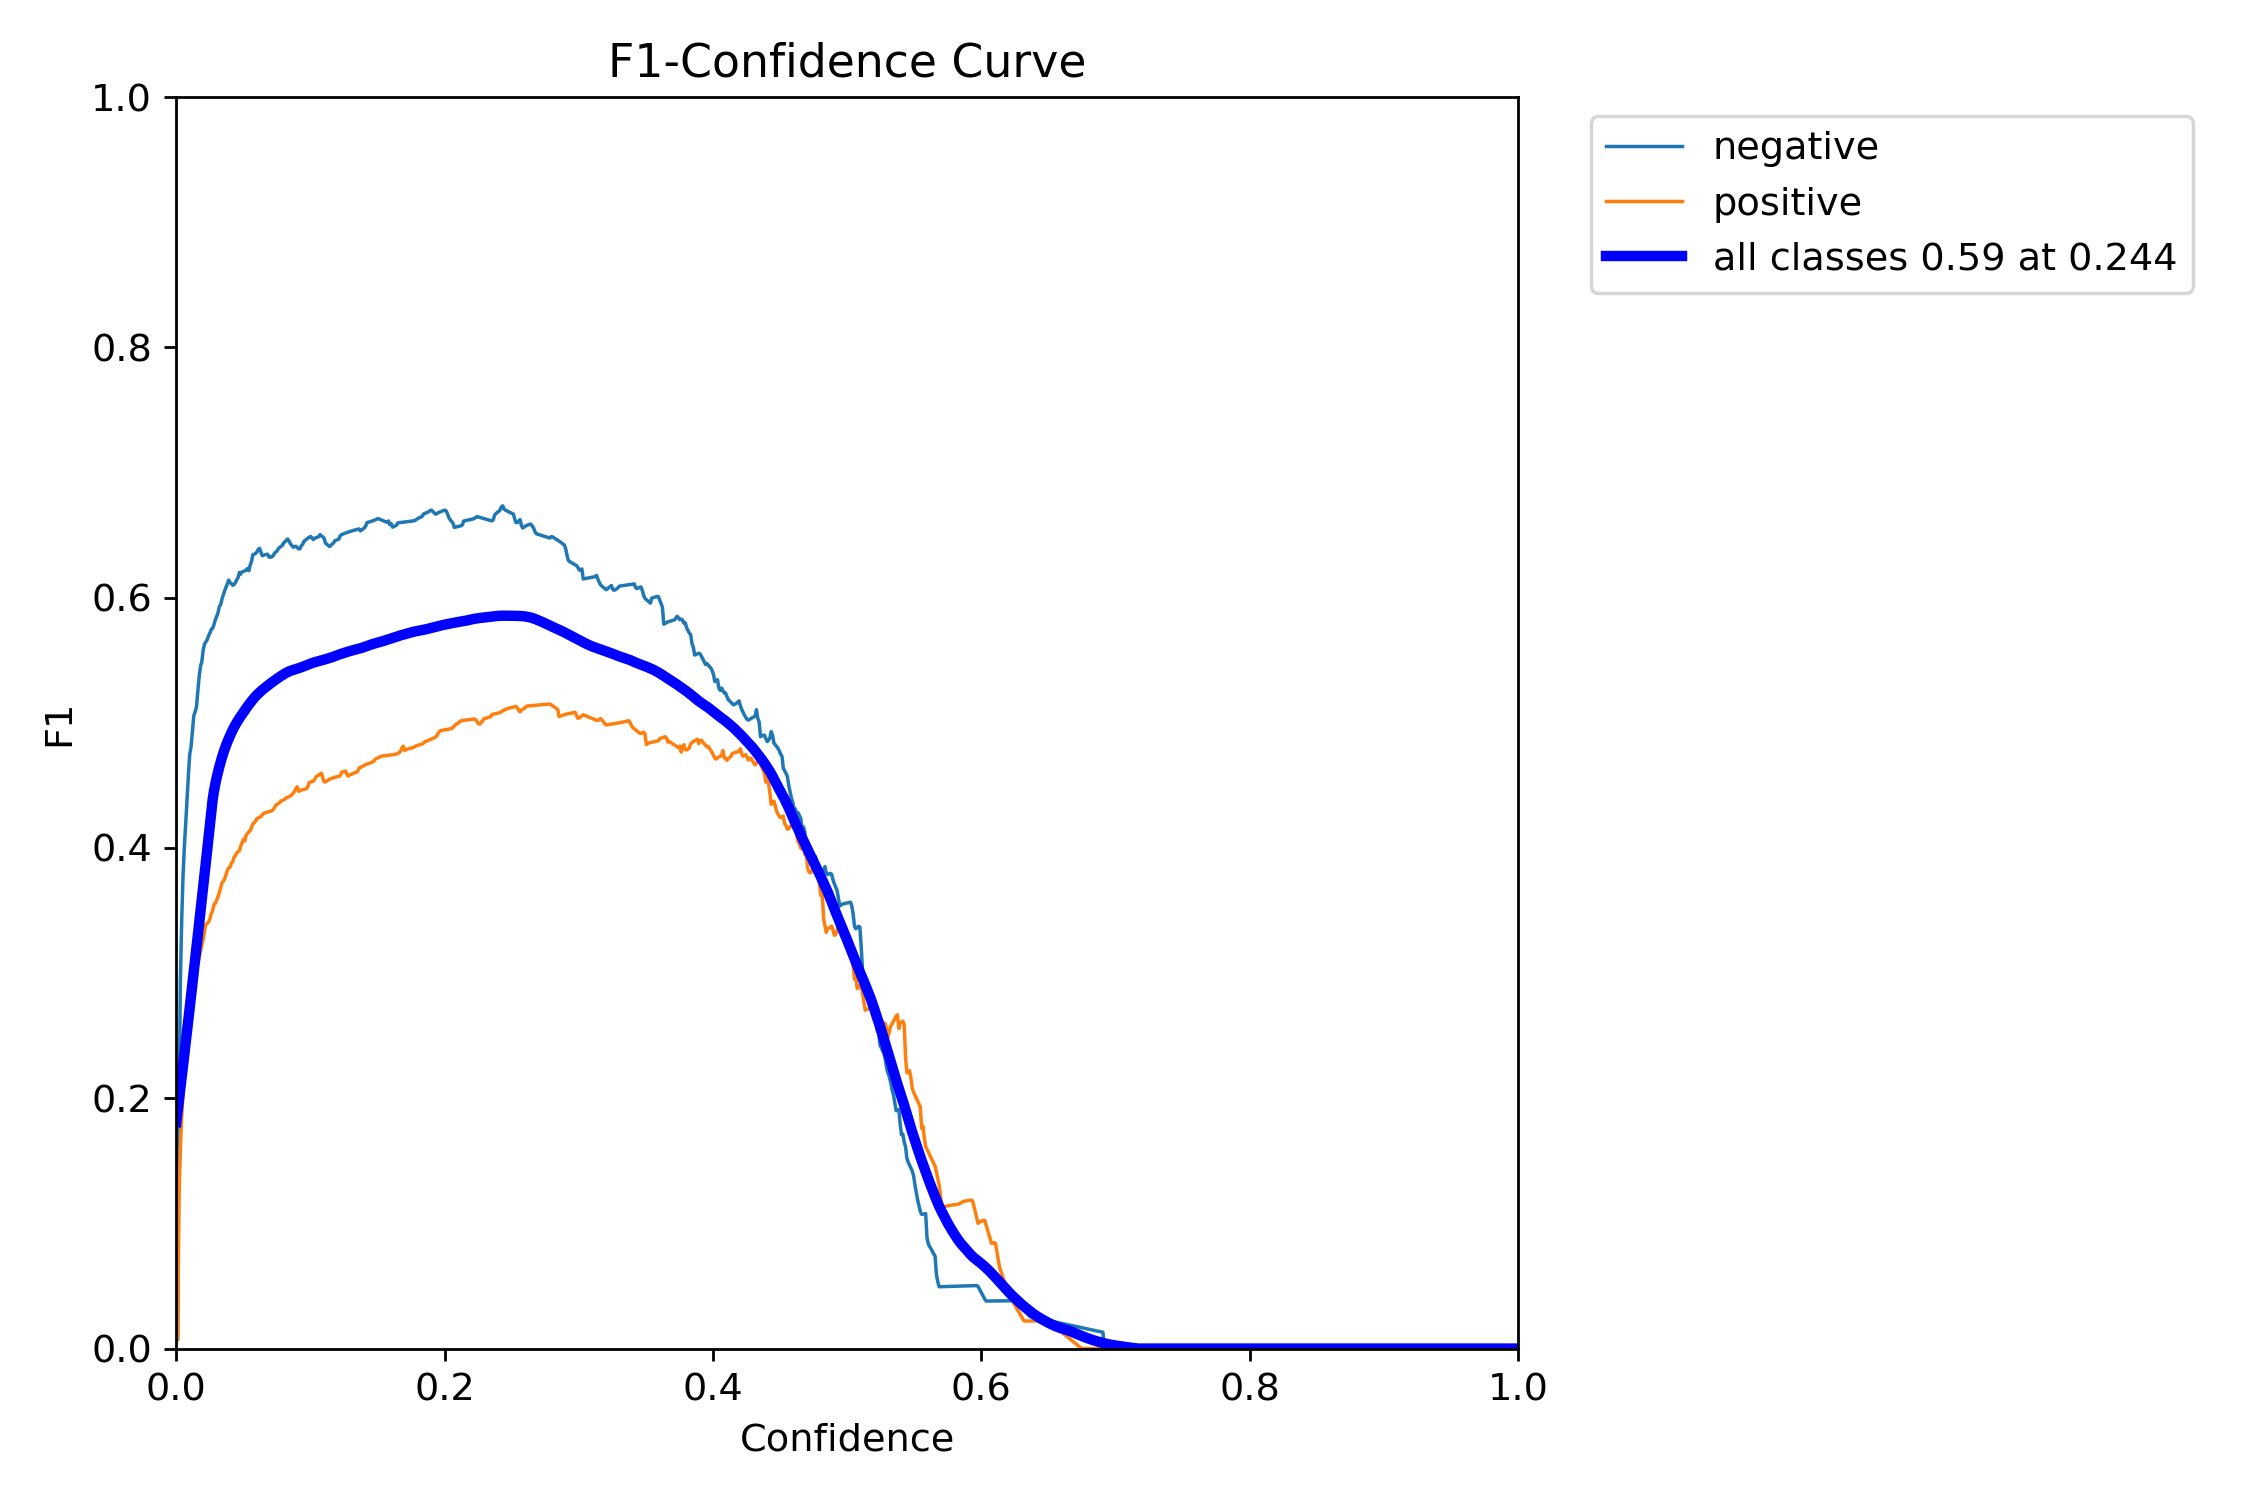 F1-Confidence Curve
1.0
0.8
0.6
0.4
0.2
0.0
F1
0.0 0.2 0.4 0.6 0.8 1.0
Confidence
negative
positive
all classes 0.59 at 0.244